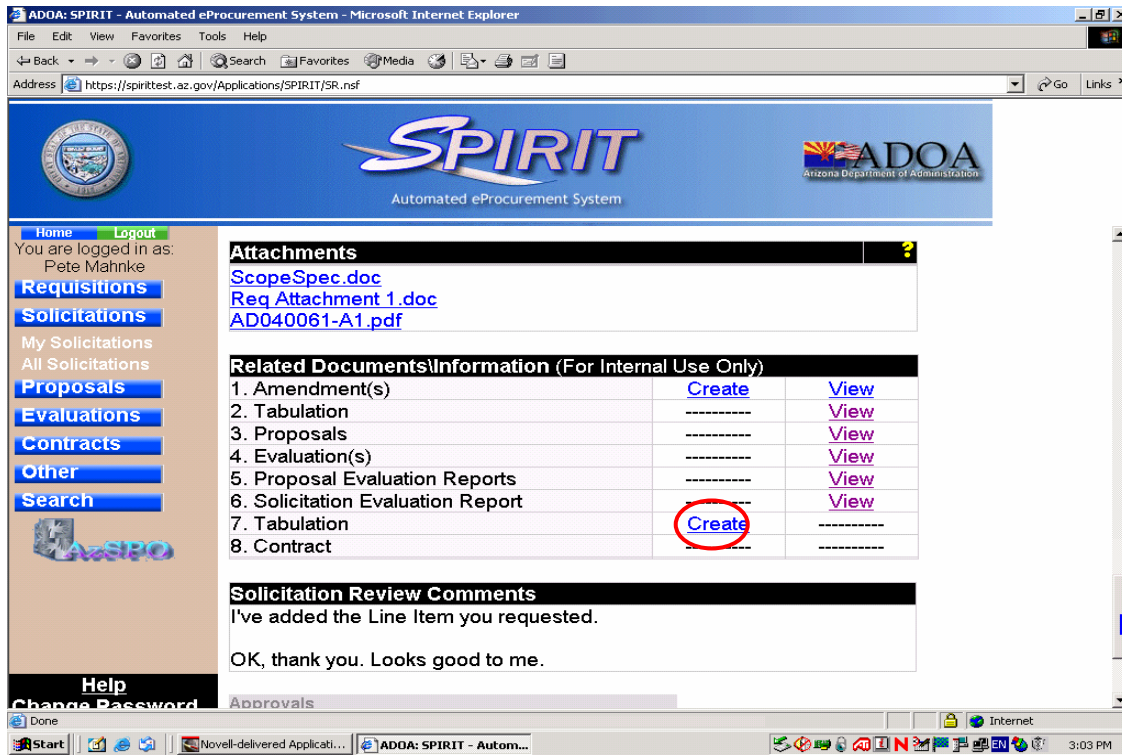 ADOA: SPIRIT - Automated eProcurement System - Microsoft Internet Explorer
File Edit View Favorites Tools Help
Back Search Favorites Media
Address https://spirittest.az.gov/Applications/SPIRIT/SR.nsf Go Links
SPIRIT
Automated eProcurement System
ADOA
Arizona Department of Administration
Home Logout
You are logged in as:
Pete Mahnke
Requisitions
Solicitations
My Solicitations
All Solicitations
Proposals
Evaluations
Contracts
Other
Search
AzSPO
Help
Change Password
Attachments ?
ScopeSpec.doc
Req Attachment 1.doc
AD040061-A1.pdf
Related Documents\Information (For Internal Use Only)
1. Amendment(s) Create View
2. Tabulation ---------- View
3. Proposals ---------- View
4. Evaluation(s) ---------- View
5. Proposal Evaluation Reports ---------- View
6. Solicitation Evaluation Report ---------- View
7. Tabulation Create ----------
8. Contract ---------- ----------
Solicitation Review Comments
I've added the Line Item you requested.
OK, thank you. Looks good to me.
Approvals
Done Internet
Start Novell-delivered Applicati... ADOA: SPIRIT - Autom... EN 3:03 PM